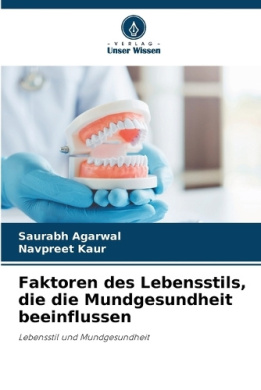 VERLAG
Unser Wissen
Saurabh Agarwal
Navpreet Kaur
Faktoren des Lebensstils,
die die Mundgesundheit
beeinflussen
Lebensstil und Mundgesundheit